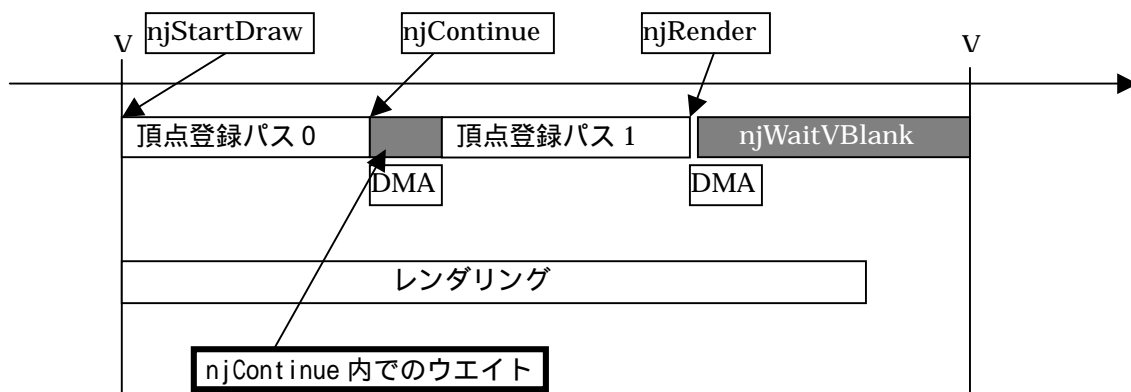 njStartDraw
njContinue
njRender
V
V
頂点登録パス 0
頂点登録パス 1
njWaitVBlank
DMA
DMA
レンダリング
njContinue 内でのウエイト